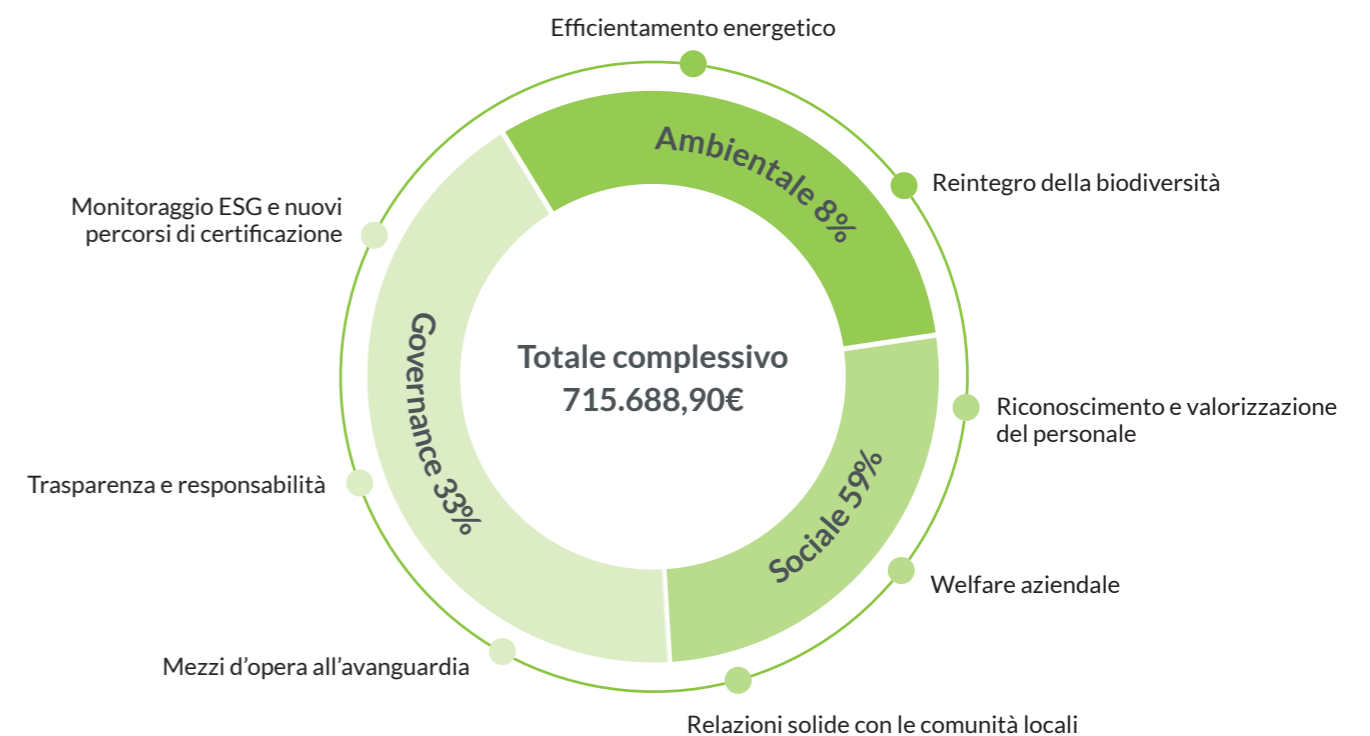 Efficientamento energetico
Ambientale 8%
Reintegro della biodiversità
Monitoraggio ESG e nuovi
percorsi di certificazione
Governance 33%
Totale complessivo
715.688,90€
Riconoscimento e valorizzazione
del personale
Sociale 59%
Trasparenza e responsabilità
Welfare aziendale
Mezzi d’opera all’avanguardia
Relazioni solide con le comunità locali